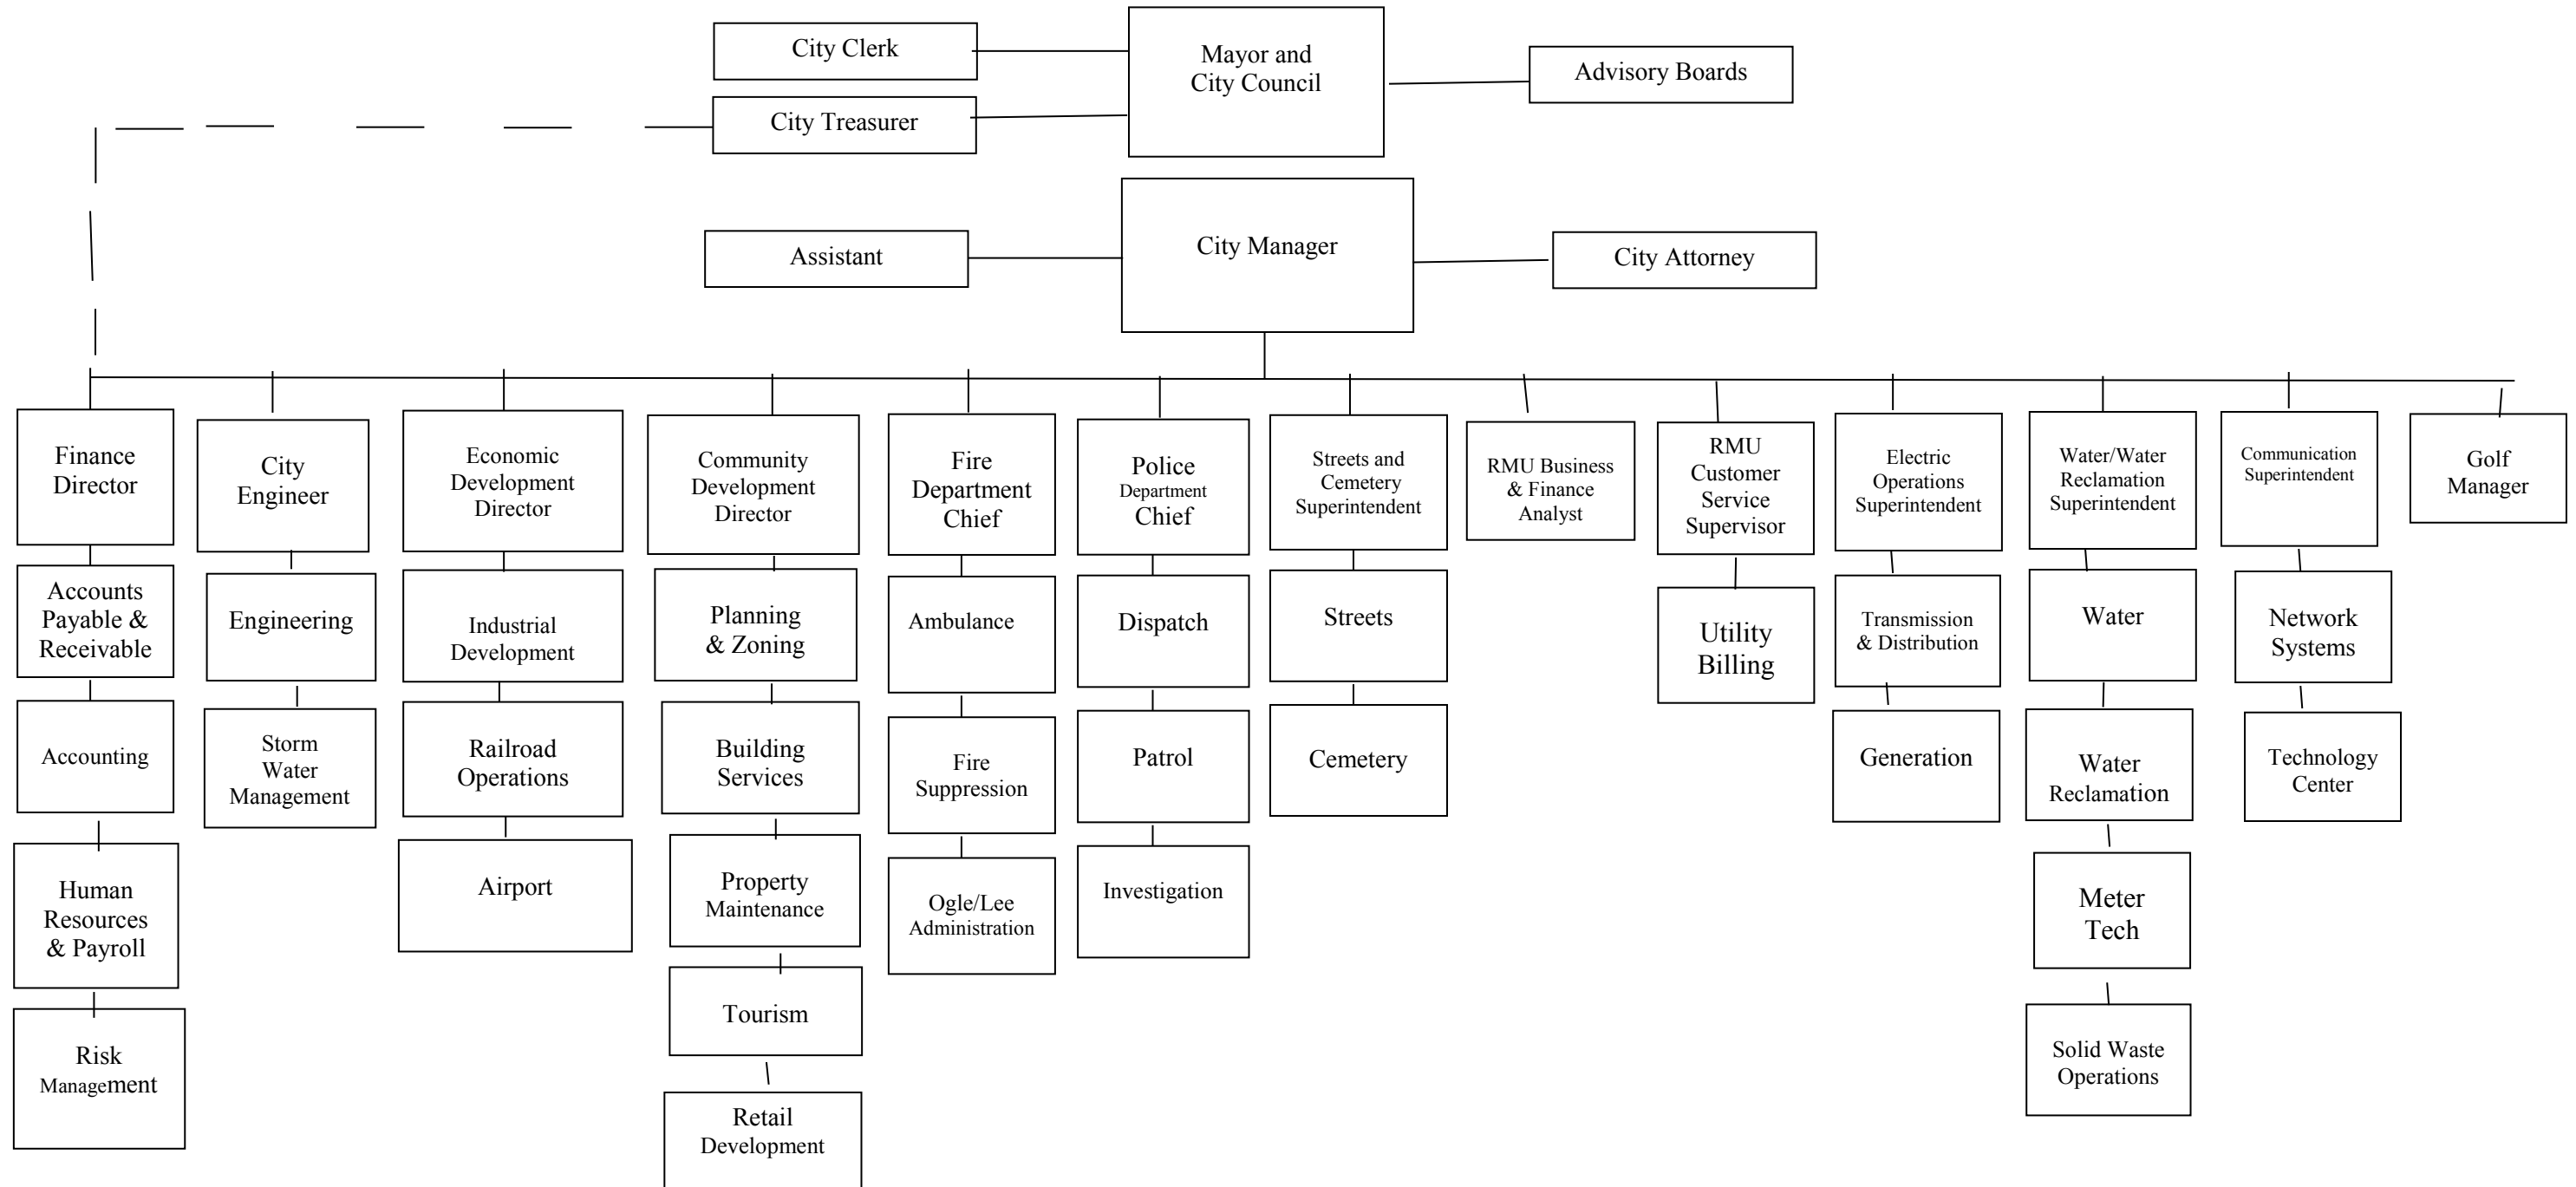 City Clerk
Mayor and
City Council
Advisory Boards
City Treasurer
City Manager
Assistant
City Attorney
Finance
Director
City
Engineer
Economic
Development
Director
Community
Development
Director
Fire
Department
Chief
Police
Department
Chief
Streets and
Cemetery
Superintendent
RMU Business
& Finance
Analyst
RMU
Customer
Service
Supervisor
Electric
Operations
Superintendent
Water/Water
Reclamation
Superintendent
Communication
Superintendent
Golf
Manager
Accounts
Payable &
Receivable
Engineering
Industrial
Development
Planning
& Zoning
Ambulance
Dispatch
Streets
Utility
Billing
Transmission
& Distribution
Water
Network
Systems
Accounting
Storm
Water
Management
Railroad
Operations
Building
Services
Fire
Suppression
Patrol
Cemetery
Generation
Water
Reclamation
Technology
Center
Human
Resources
& Payroll
Airport
Property
Maintenance
Ogle/Lee
Administration
Investigation
Meter
Tech
Risk
Management
Tourism
Solid Waste
Operations
Retail
Development